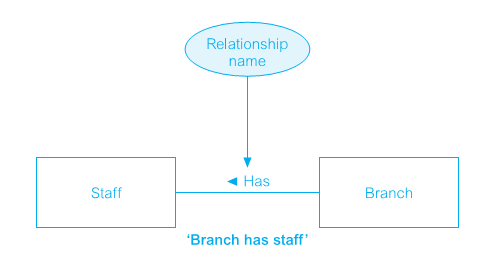 Relationship
name
◄ Has
Staff
Branch
‘Branch has staff’